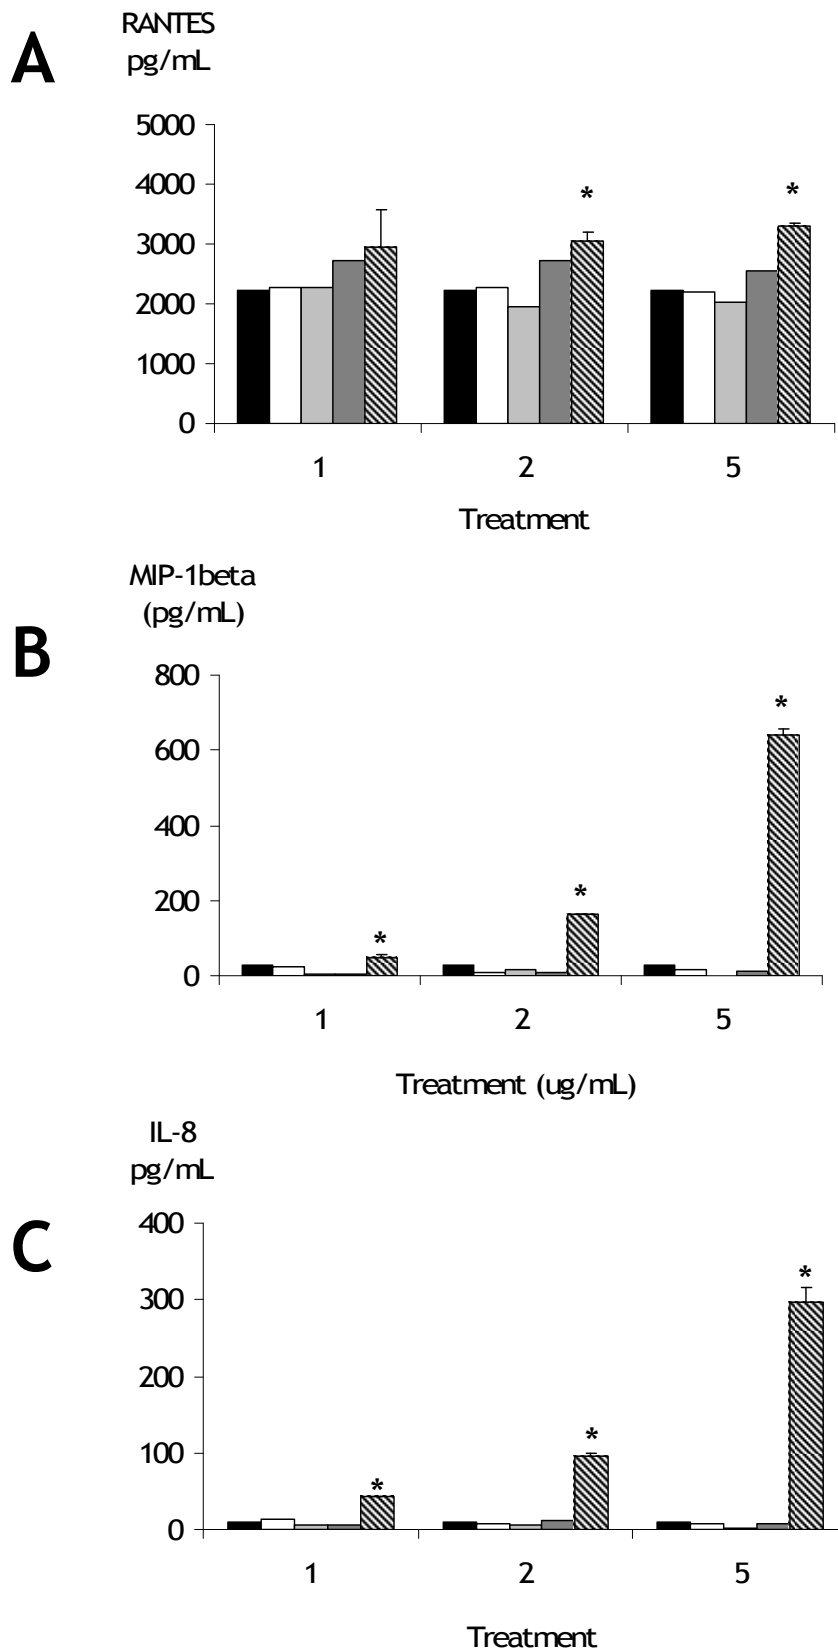 A
RANTES
pg/mL
5000
4000
3000
2000
1000
0
*
*
1 2 5
Treatment
B
MIP-1beta
(pg/mL)
800
600
400
200
0
*
*
*
1 2 5
Treatment (ug/mL)
C
IL-8
pg/mL
400
300
200
100
0
*
*
*
1 2 5
Treatment